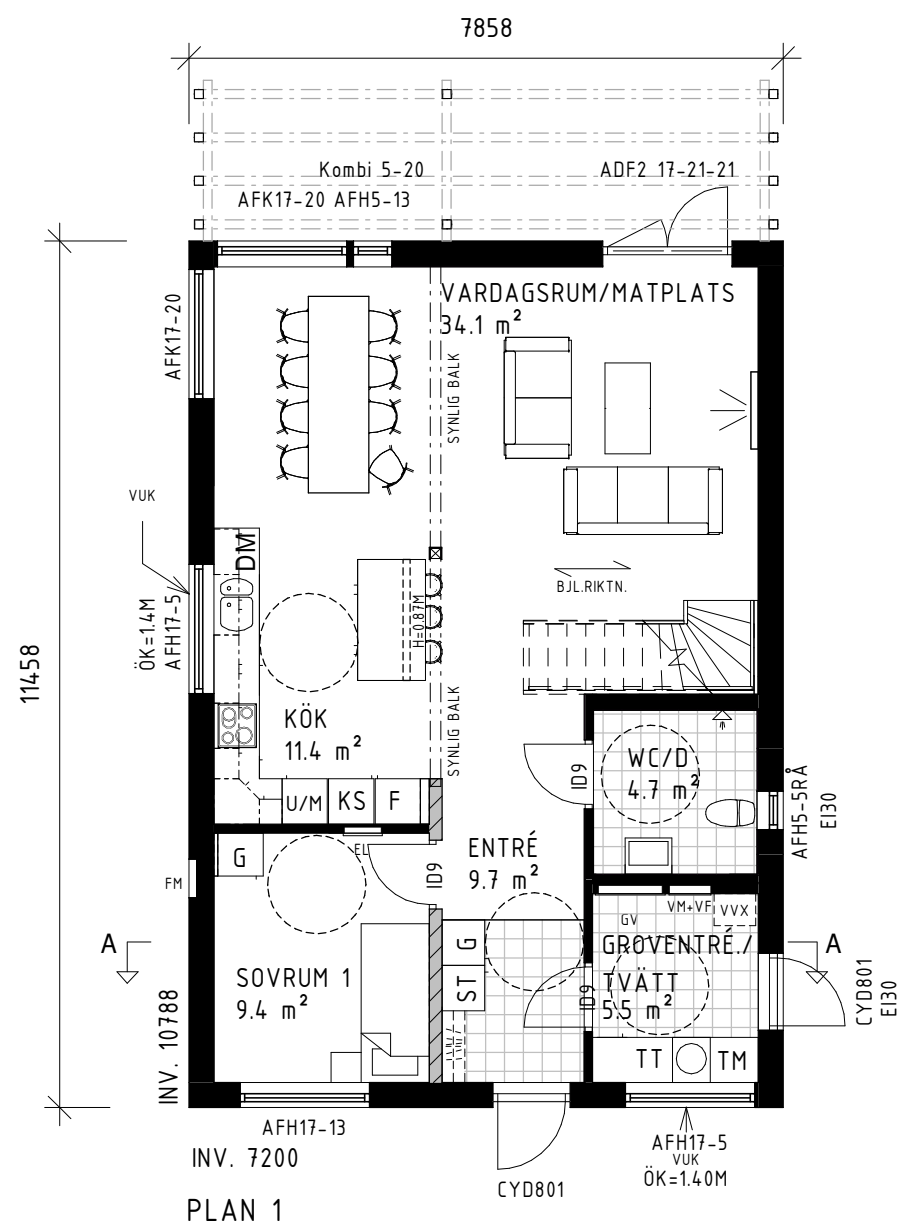 7858
Kombi 5-20
ADF2 17-21-21
AFK17-20 AFH5-13
VARDAGSRUM/MATPLATS
34.1 m²
AFK17-20
SYNLIG BALK
VUK
DM
BJL.RIKTN.
ÖK=1.4M
AFH17-5
H=0.87M
11458
KÖK
11.4 m²
SYNLIG BALK
WC/D
4.7 m²
ID9
U/M
KS
F
AFH5-5RÅ
EI30
G
EL
ID9
ENTRÉ
9.7 m²
FM
VM+VF
VVX
GV
A
G
GROVENTRÉ./
TVÄTT
5.5 m²
A
SOVRUM 1
9.4 m²
ST
ID9
CYD801
EI30
INV. 10788
TT
TM
AFH17-13
AFH17-5
VUK
ÖK=1.40M
INV. 7200
CYD801
PLAN 1